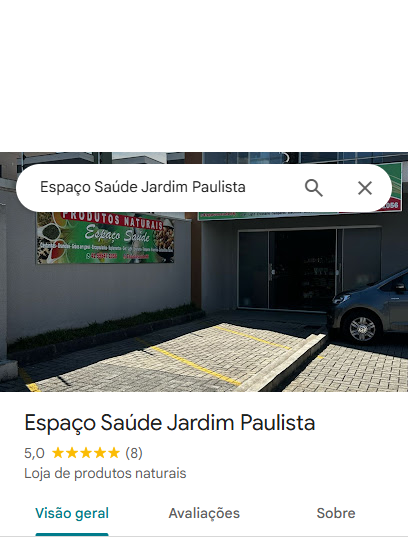 Espaço Saúde Jardim Paulista
PRODUTOS NATURAIS
Espaço Saúde
Espaço Saúde Jardim Paulista
5,0 (8)
Loja de produtos naturais
Visão geral
Avaliações
Sobre